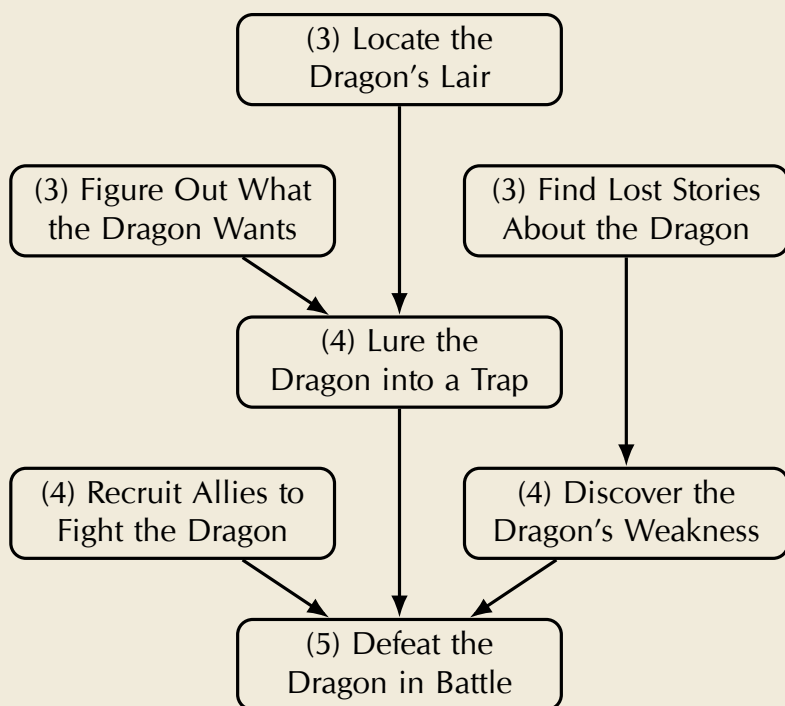 (3) Locate the
Dragon’s Lair
(3) Figure Out What
the Dragon Wants
(3) Find Lost Stories
About the Dragon
(4) Lure the
Dragon into a Trap
(4) Recruit Allies to
Fight the Dragon
(4) Discover the
Dragon’s Weakness
(5) Defeat the
Dragon in Battle